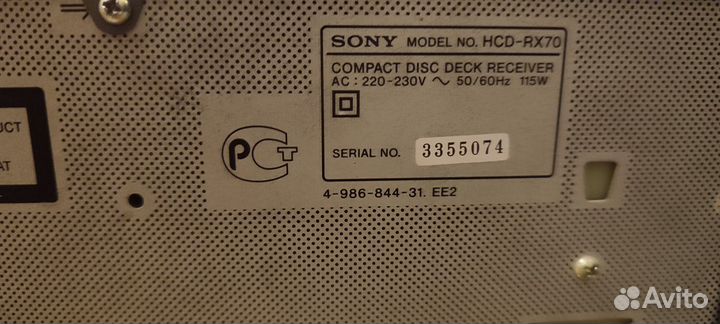 SONY MODEL NO. HCD-RX70
COMPACT DISC DECK RECEIVER
AC : 220-230V ~ 50/60Hz 115W
SERIAL NO. 3355074
4-986-844-31. EE2
UCT
AT
РСТ
Avito